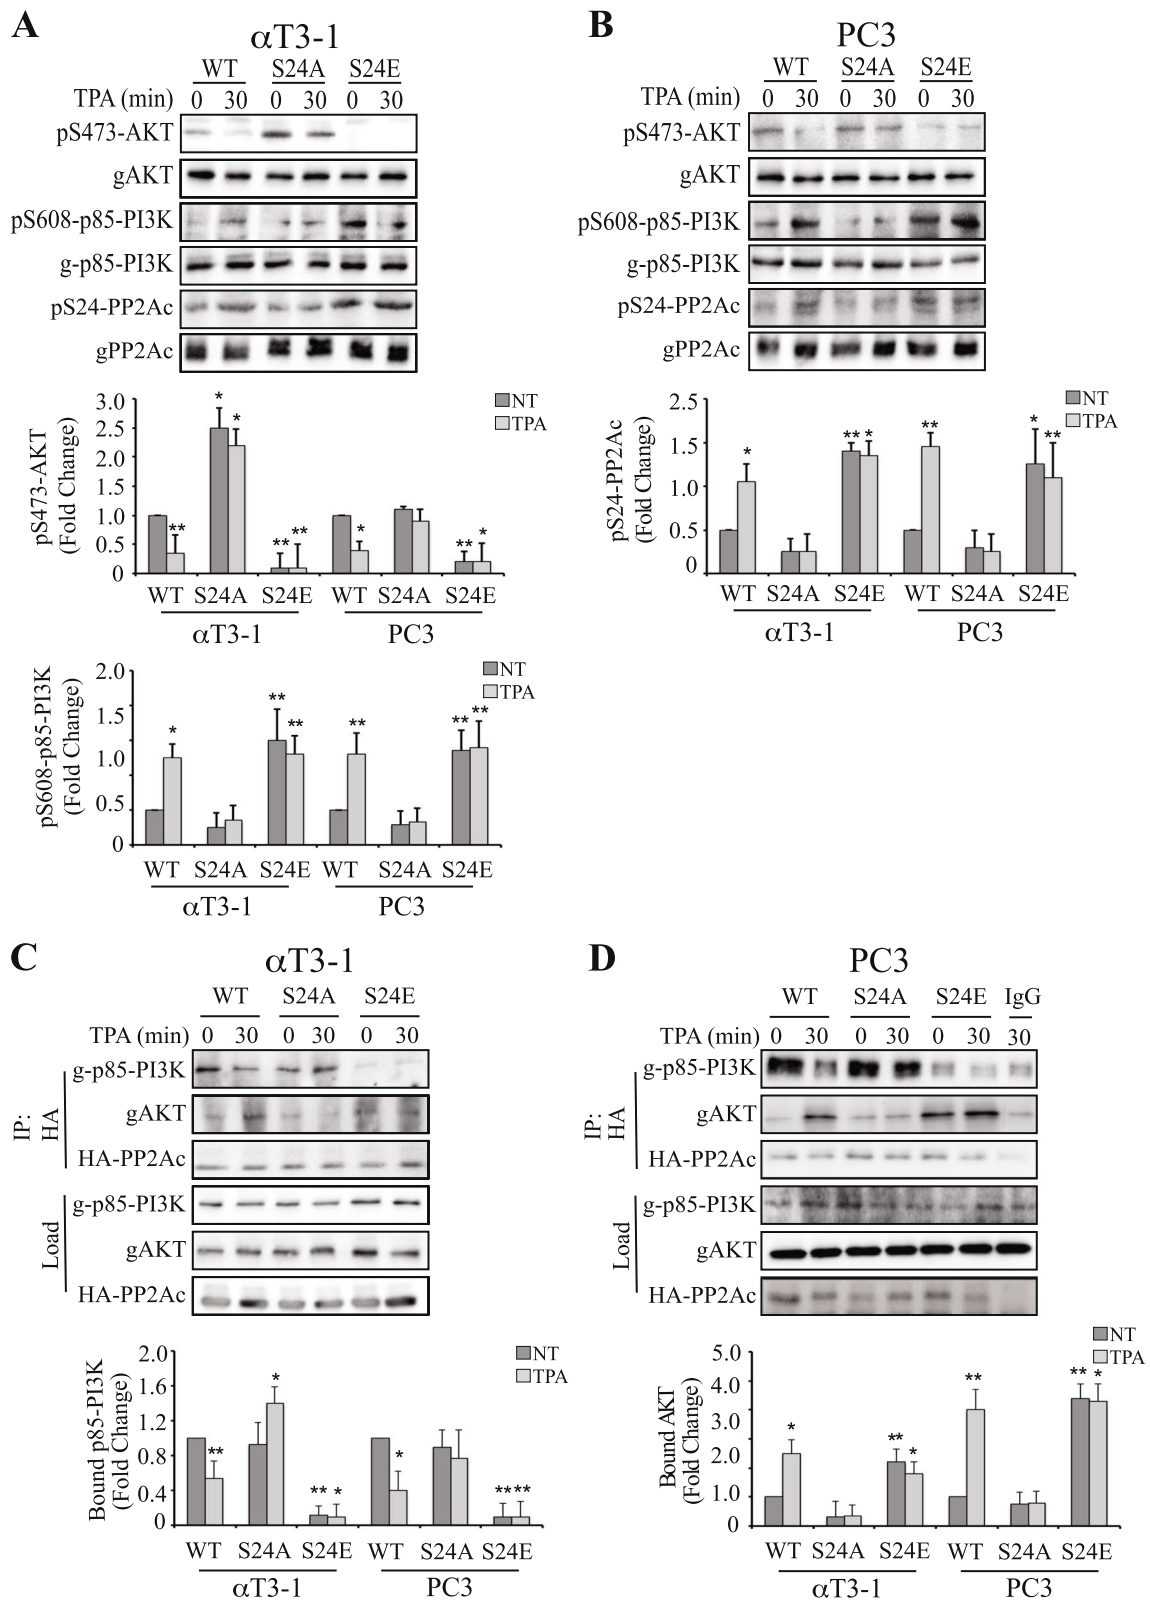 A
αT3-1
WT S24A S24E
TPA (min) 0 30 0 30 0 30
pS473-AKT
gAKT
pS608-p85-PI3K
g-p85-PI3K
pS24-PP2Ac
gPP2Ac
B
PC3
WT S24A S24E
TPA (min) 0 30 0 30 0 30
pS473-AKT
gAKT
pS608-p85-PI3K
g-p85-PI3K
pS24-PP2Ac
gPP2Ac
pS473-AKT
(Fold Change)
3.0
2.5
2.0
1.5
1.0
0.5
0
* * ** ** ** * ** *
NT
TPA
WT S24A S24E WT S24A S24E
αT3-1 PC3
pS24-PP2Ac
(Fold Change)
2.5
1.5
1.0
0.5
0
* ** * ** * **
NT
TPA
WT S24A S24E WT S24A S24E
αT3-1 PC3
pS608-p85-PI3K
(Fold Change)
2.0
1.5
1.0
0.5
0
* ** ** ** ** **
NT
TPA
WT S24A S24E WT S24A S24E
αT3-1 PC3
C
αT3-1
WT S24A S24E
TPA (min) 0 30 0 30 0 30
IP:
HA
g-p85-PI3K
gAKT
HA-PP2Ac
Load
g-p85-PI3K
gAKT
HA-PP2Ac
D
PC3
WT S24A S24E IgG
TPA (min) 0 30 0 30 0 30 30
IP:
HA
g-p85-PI3K
gAKT
HA-PP2Ac
Load
g-p85-PI3K
gAKT
HA-PP2Ac
Bound p85-PI3K
(Fold Change)
2.0
1.6
1.2
0.8
0.4
0
** * ** * * ** **
NT
TPA
WT S24A S24E WT S24A S24E
αT3-1 PC3
Bound AKT
(Fold Change)
5.0
4.0
3.0
2.0
1.0
0
* ** * ** ** *
NT
TPA
WT S24A S24E WT S24A S24E
αT3-1 PC3